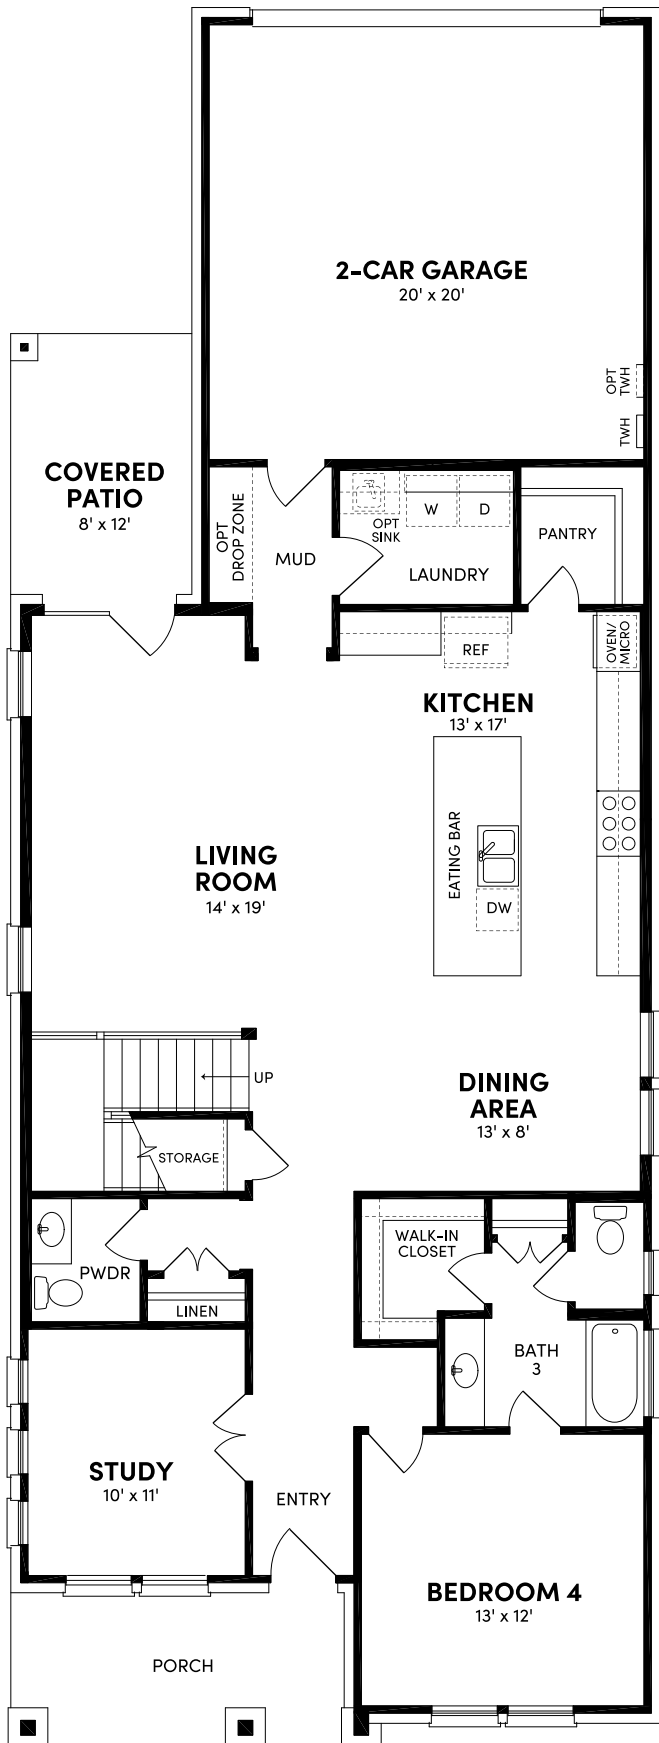 2-CAR GARAGE
20' x 20'
OPT
TWH
TWH
COVERED
PATIO
8' x 12'
OPT
DROP ZONE
MUD
OPT
SINK
W
D
LAUNDRY
PANTRY
REF
OVEN/
MICRO
KITCHEN
13' x 17'
EATING BAR
DW
LIVING
ROOM
14' x 19'
UP
DINING
AREA
13' x 8'
STORAGE
PWDR
LINEN
WALK-IN
CLOSET
BATH
3
STUDY
10' x 11'
ENTRY
BEDROOM 4
13' x 12'
PORCH